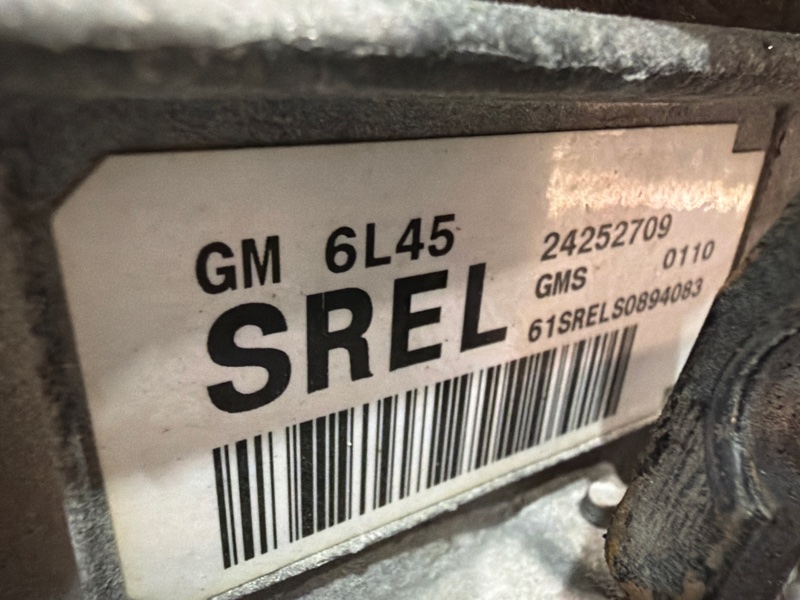 GM 6L45 24252709
SREL GMS 0110
61SRELS0894083